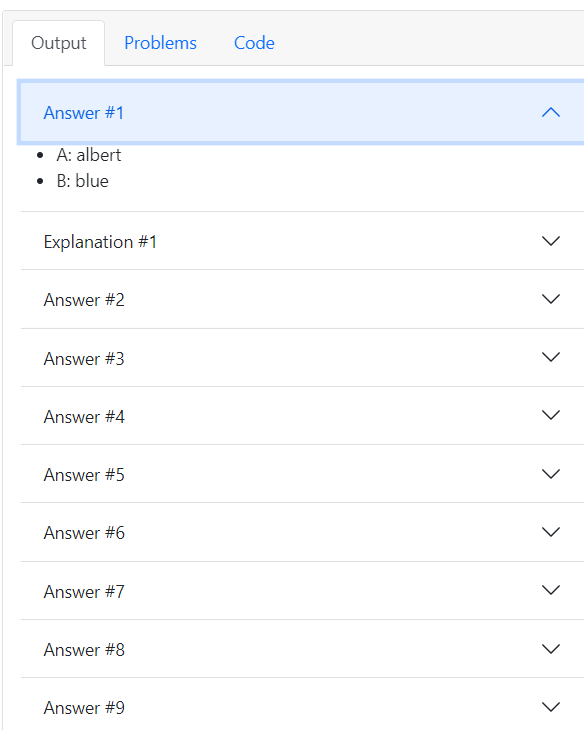 Output Problems Code
Answer #1
A: albert
B: blue
Explanation #1
Answer #2
Answer #3
Answer #4
Answer #5
Answer #6
Answer #7
Answer #8
Answer #9